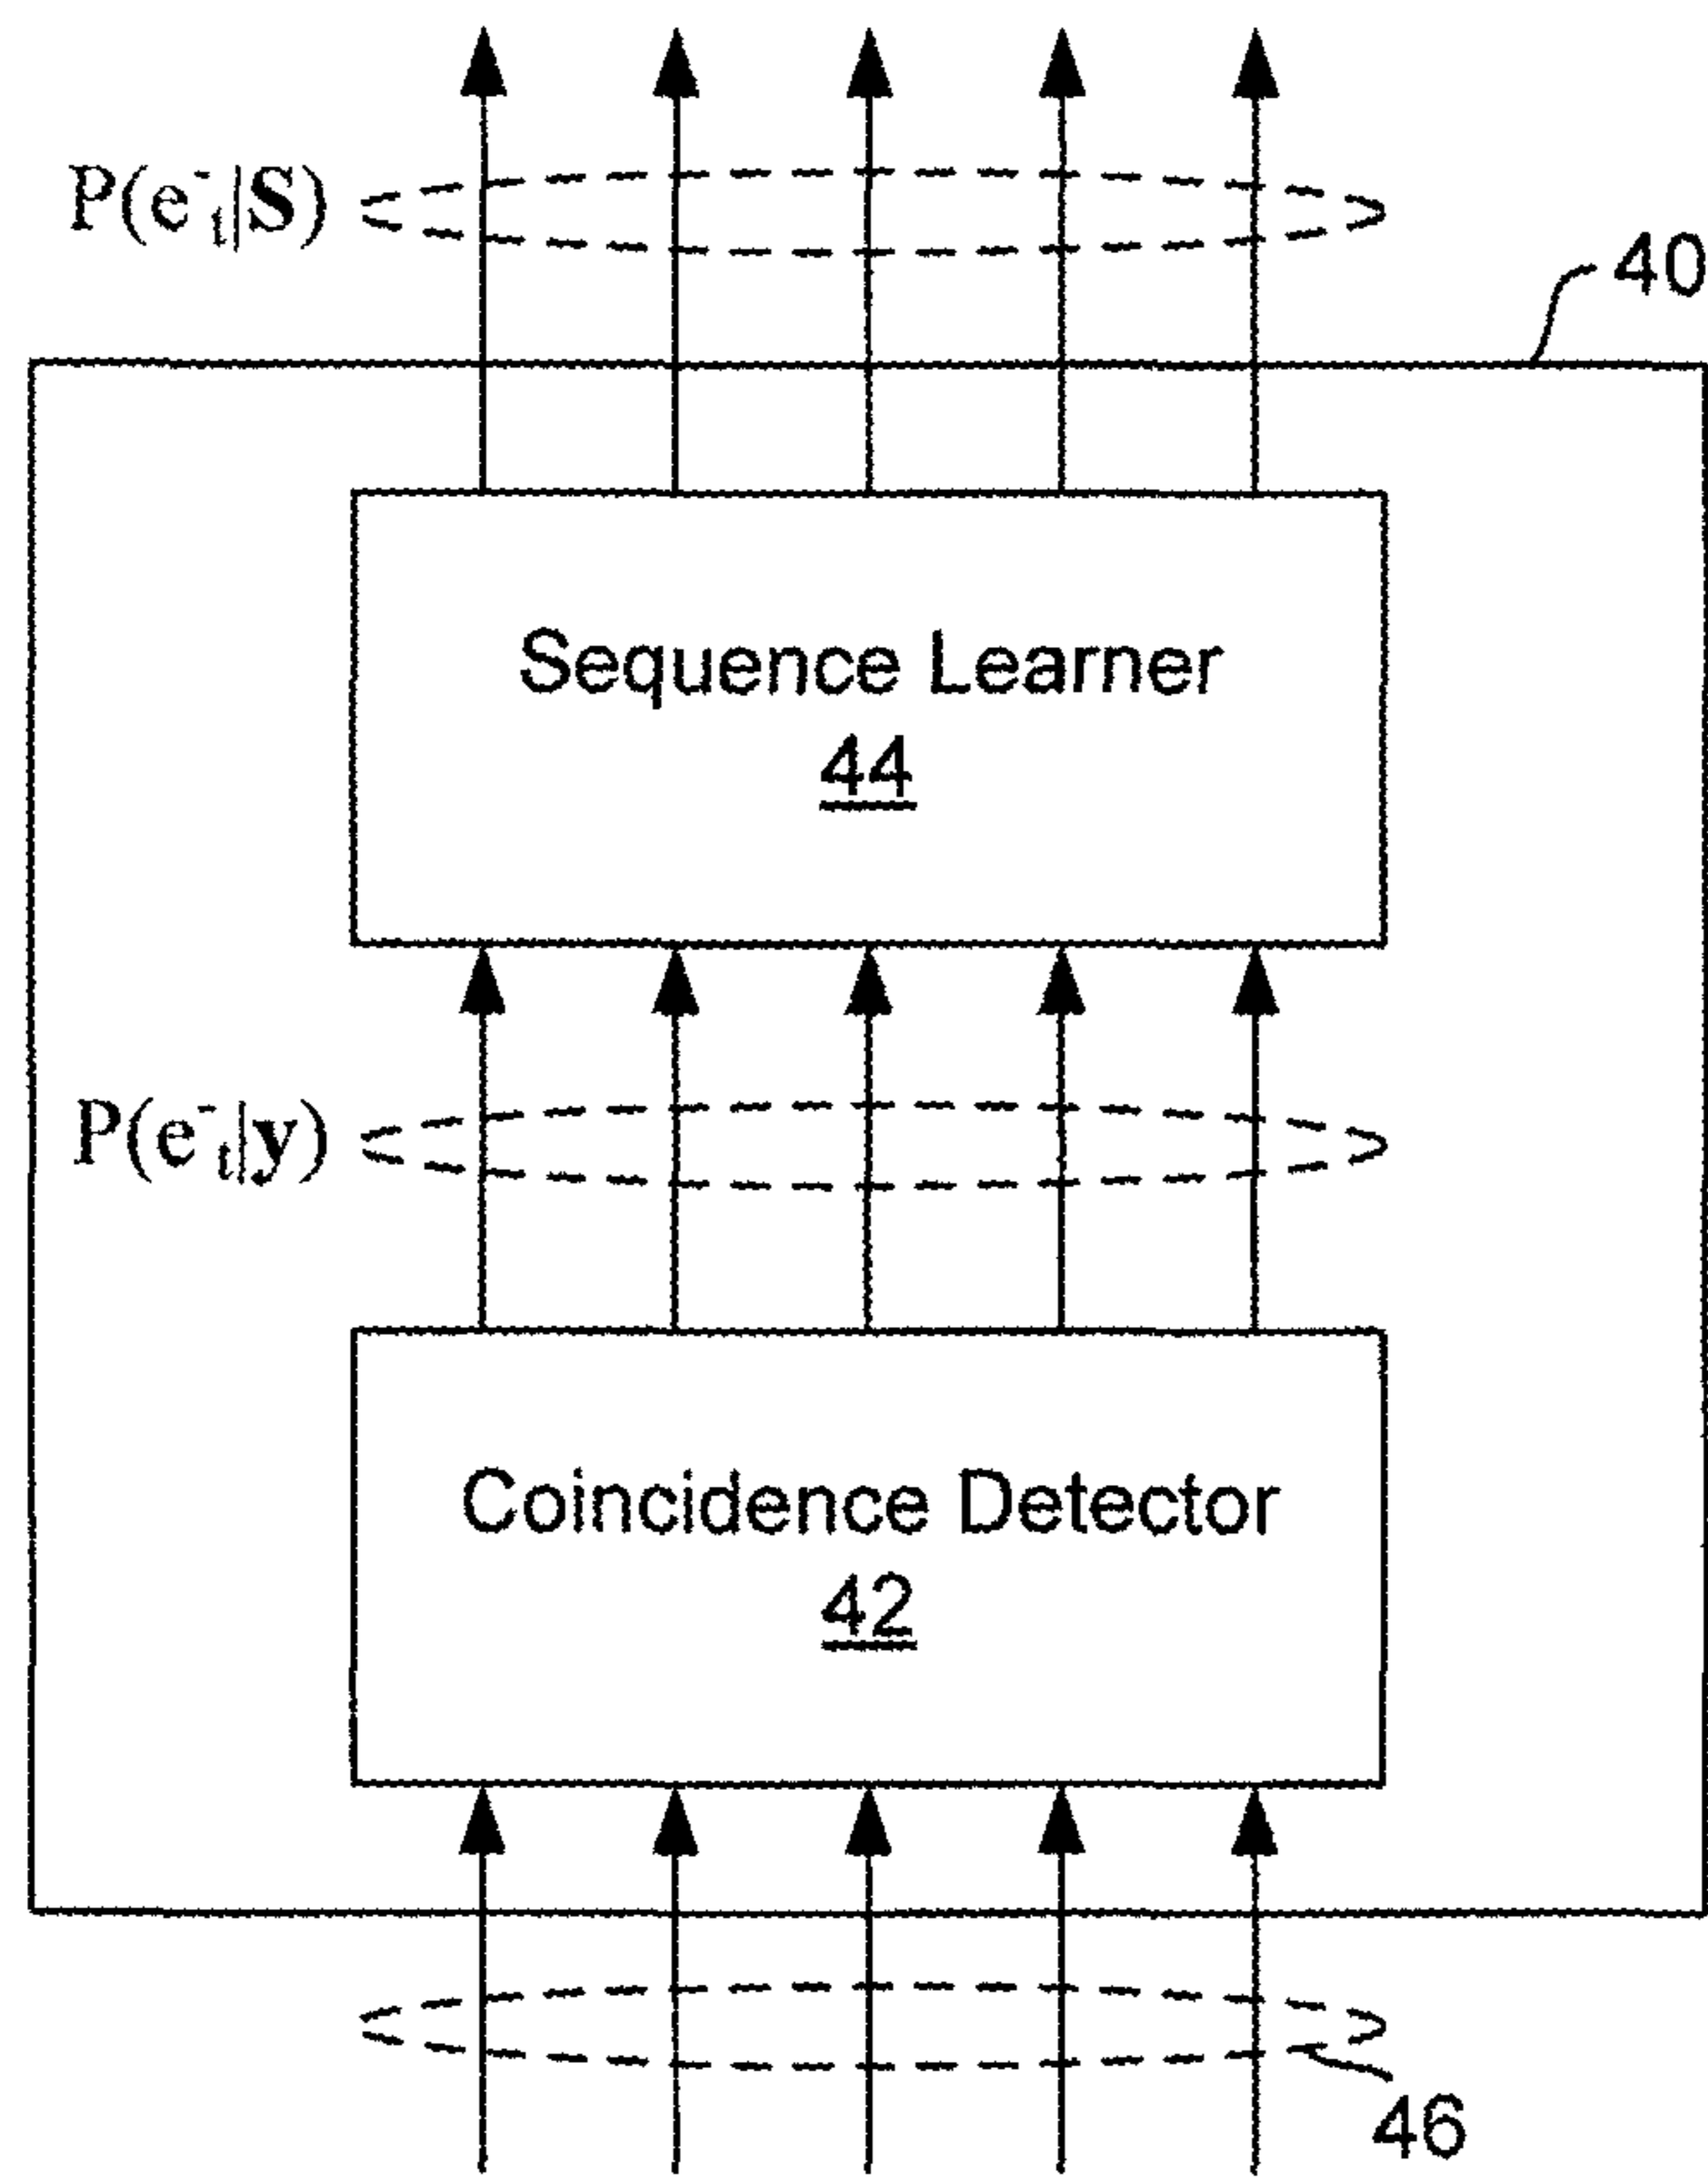 P(e⁻ₜ|S)
40
Sequence Learner
44
P(e⁻ₜ|y)
Coincidence Detector
42
46